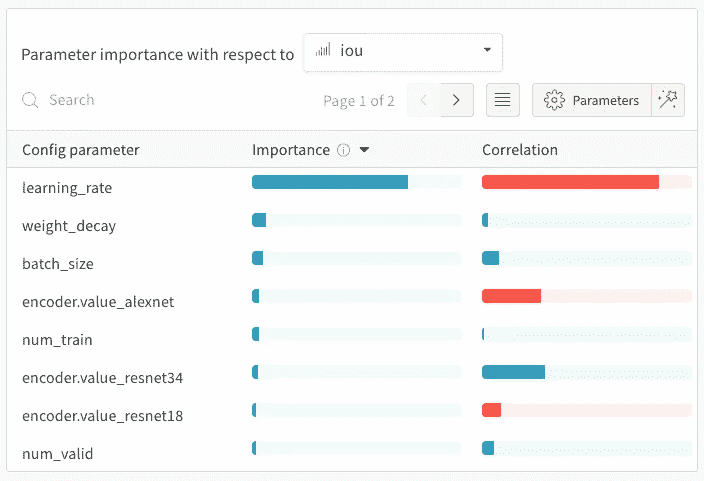 Parameter importance with respect to iou
Search Page 1 of 2 Parameters
Config parameter Importance Correlation
learning_rate
weight_decay
batch_size
encoder.value_alexnet
num_train
encoder.value_resnet34
encoder.value_resnet18
num_valid